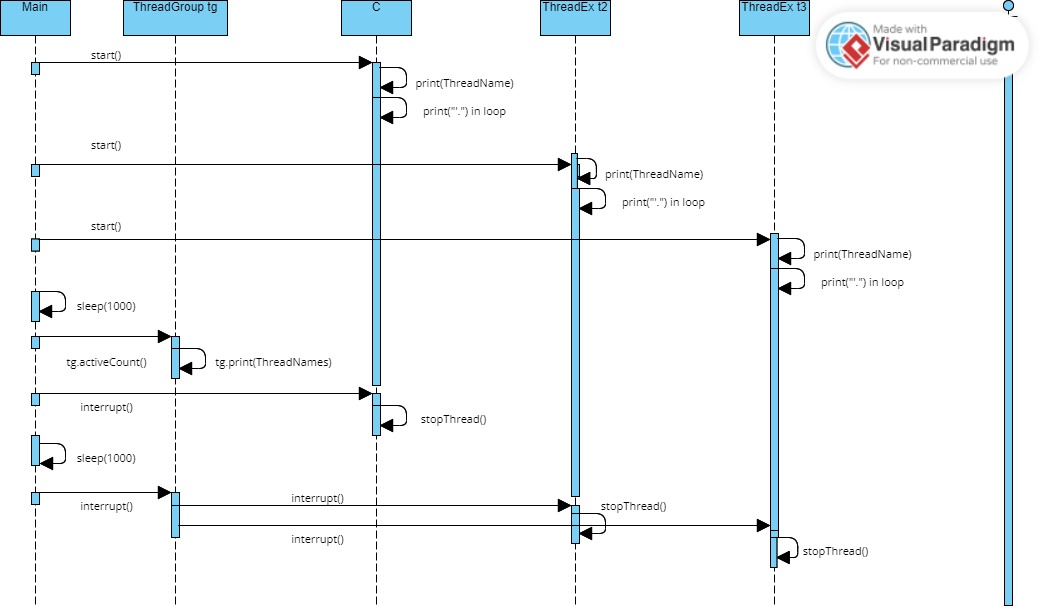 Main
ThreadGroup tg
C
ThreadEx t2
ThreadEx t3
Made with
Visual Paradigm
For non-commercial use
start()
print(ThreadName)
print("'.") in loop
start()
print(ThreadName)
print("'.") in loop
start()
print(ThreadName)
print("'.") in loop
sleep(1000)
tg.activeCount()
tg.print(ThreadNames)
interrupt()
stopThread()
sleep(1000)
interrupt()
interrupt()
stopThread()
interrupt()
stopThread()